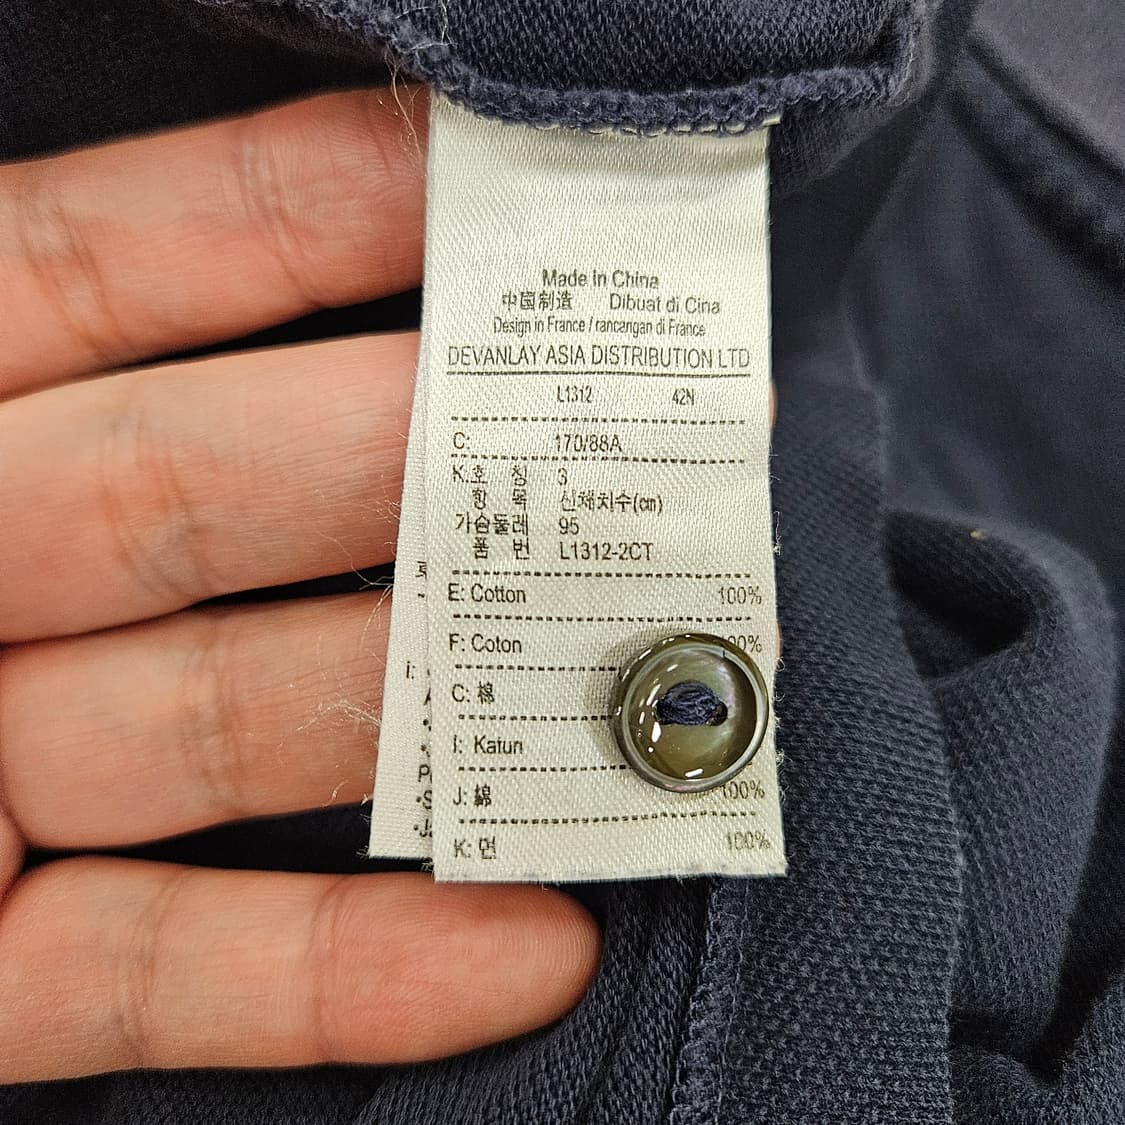 Made in China
中國制造 Dibuat di Cina
Design in France / rancangan di France
DEVANLAY ASIA DISTRIBUTION LTD
L1312 42N
C: 170/88A
K:호 칭 3
항 목 신체치수(cm)
가슴둘레 95
품 번 L1312-2CT
E: Cotton 100%
F: Coton
C: 棉
I: Katun
J: 綿 100%
K: 면 100%